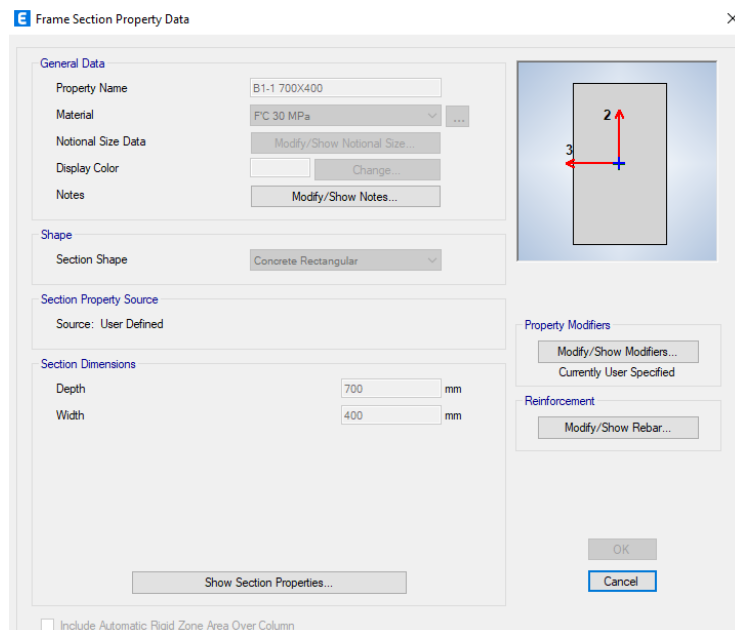 E Frame Section Property Data
General Data
Property Name B1-1 700X400
Material F'C 30 MPa ...
Notional Size Data Modify/Show Notional Size...
Display Color Change...
Notes Modify/Show Notes...
2
3
Shape
Section Shape Concrete Rectangular
Section Property Source
Source: User Defined
Property Modifiers
Modify/Show Modifiers...
Currently User Specified
Section Dimensions
Depth 700 mm
Width 400 mm
Reinforcement
Modify/Show Rebar...
OK
Show Section Properties... Cancel
Include Automatic Rigid Zone Area Over Column